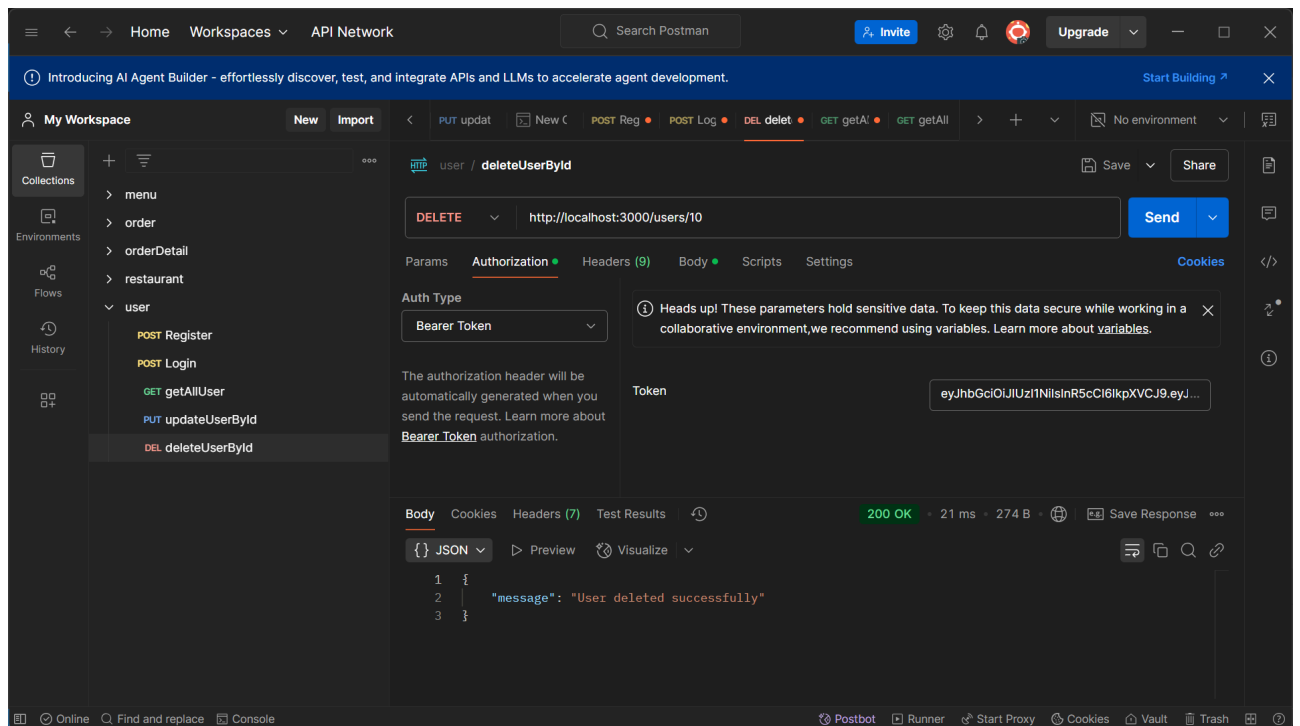 Home Workspaces API Network Search Postman Invite Upgrade
Introducing AI Agent Builder - effortlessly discover, test, and integrate APIs and LLMs to accelerate agent development. Start Building
My Workspace New Import PUT updat New C POST Reg POST Log DEL delet GET getA GET getAll No environment
Collections
Environments
Flows
History
menu
order
orderDetail
restaurant
user
POST Register
POST Login
GET getAllUser
PUT updateUserById
DEL deleteUserById
HTTP user / deleteUserById Save Share
DELETE http://localhost:3000/users/10 Send
Params Authorization Headers (9) Body Scripts Settings Cookies
Auth Type
Bearer Token
The authorization header will be
automatically generated when you
send the request. Learn more about
Bearer Token authorization.
Heads up! These parameters hold sensitive data. To keep this data secure while working in a
collaborative environment,we recommend using variables. Learn more about variables.
Token eyJhbGciOiJIUzI1NiIsInR5cCI6IkpXVCJ9.eyJ...
Body Cookies Headers (7) Test Results 200 OK 21 ms 274 B e.g. Save Response
{} JSON Preview Visualize
1 {
2 "message": "User deleted successfully"
3 }
Online Find and replace Console Postbot Runner Start Proxy Cookies Vault Trash